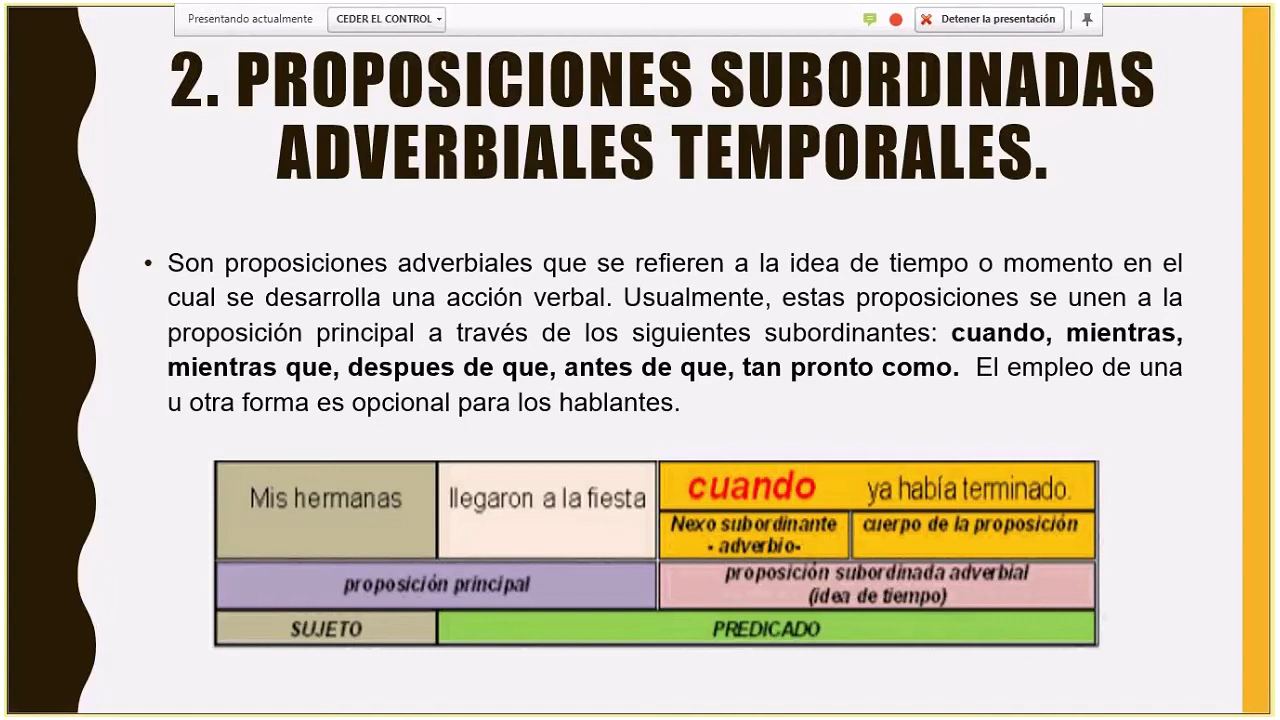 Presentando actualmente CEDER EL CONTROL Detener la presentación
2. PROPOSICIONES SUBORDINADAS
ADVERBIALES TEMPORALES.
• Son proposiciones adverbiales que se refieren a la idea de tiempo o momento en el
cual se desarrolla una acción verbal. Usualmente, estas proposiciones se unen a la
proposición principal a través de los siguientes subordinantes: cuando, mientras,
mientras que, despues de que, antes de que, tan pronto como. El empleo de una
u otra forma es opcional para los hablantes.
Mis hermanas llegaron a la fiesta cuando ya había terminado.
Nexo subordinante cuerpo de la proposición
- adverbio-
proposición principal proposición subordinada adverbial
(idea de tiempo)
SUJETO PREDICADO